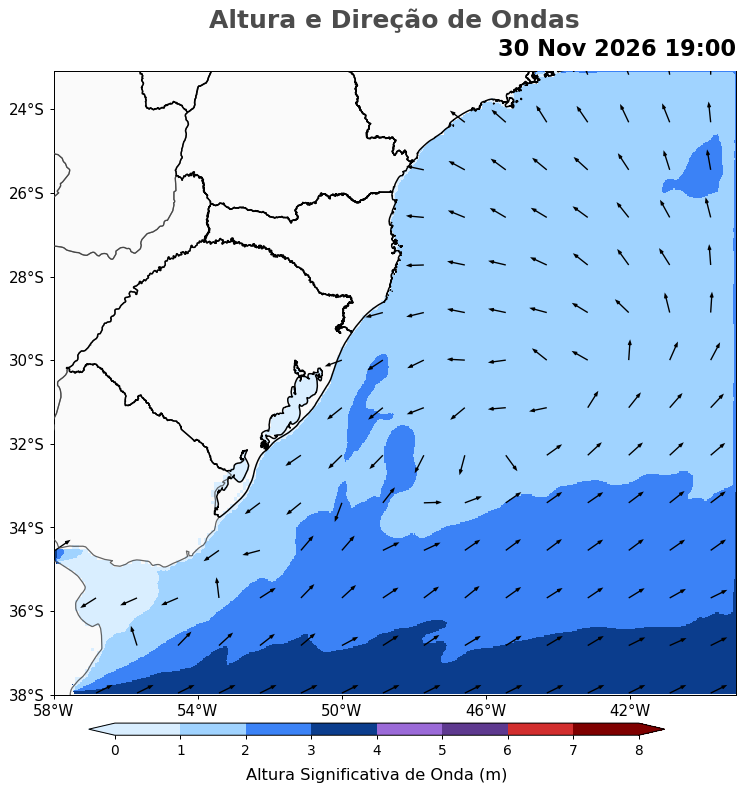 Altura e Direção de Ondas
30 Nov 2026 19:00
24°S
26°S
28°S
30°S
32°S
34°S
36°S
38°S
58°W 54°W 50°W 46°W 42°W
0 1 2 3 4 5 6 7 8
Altura Significativa de Onda (m)